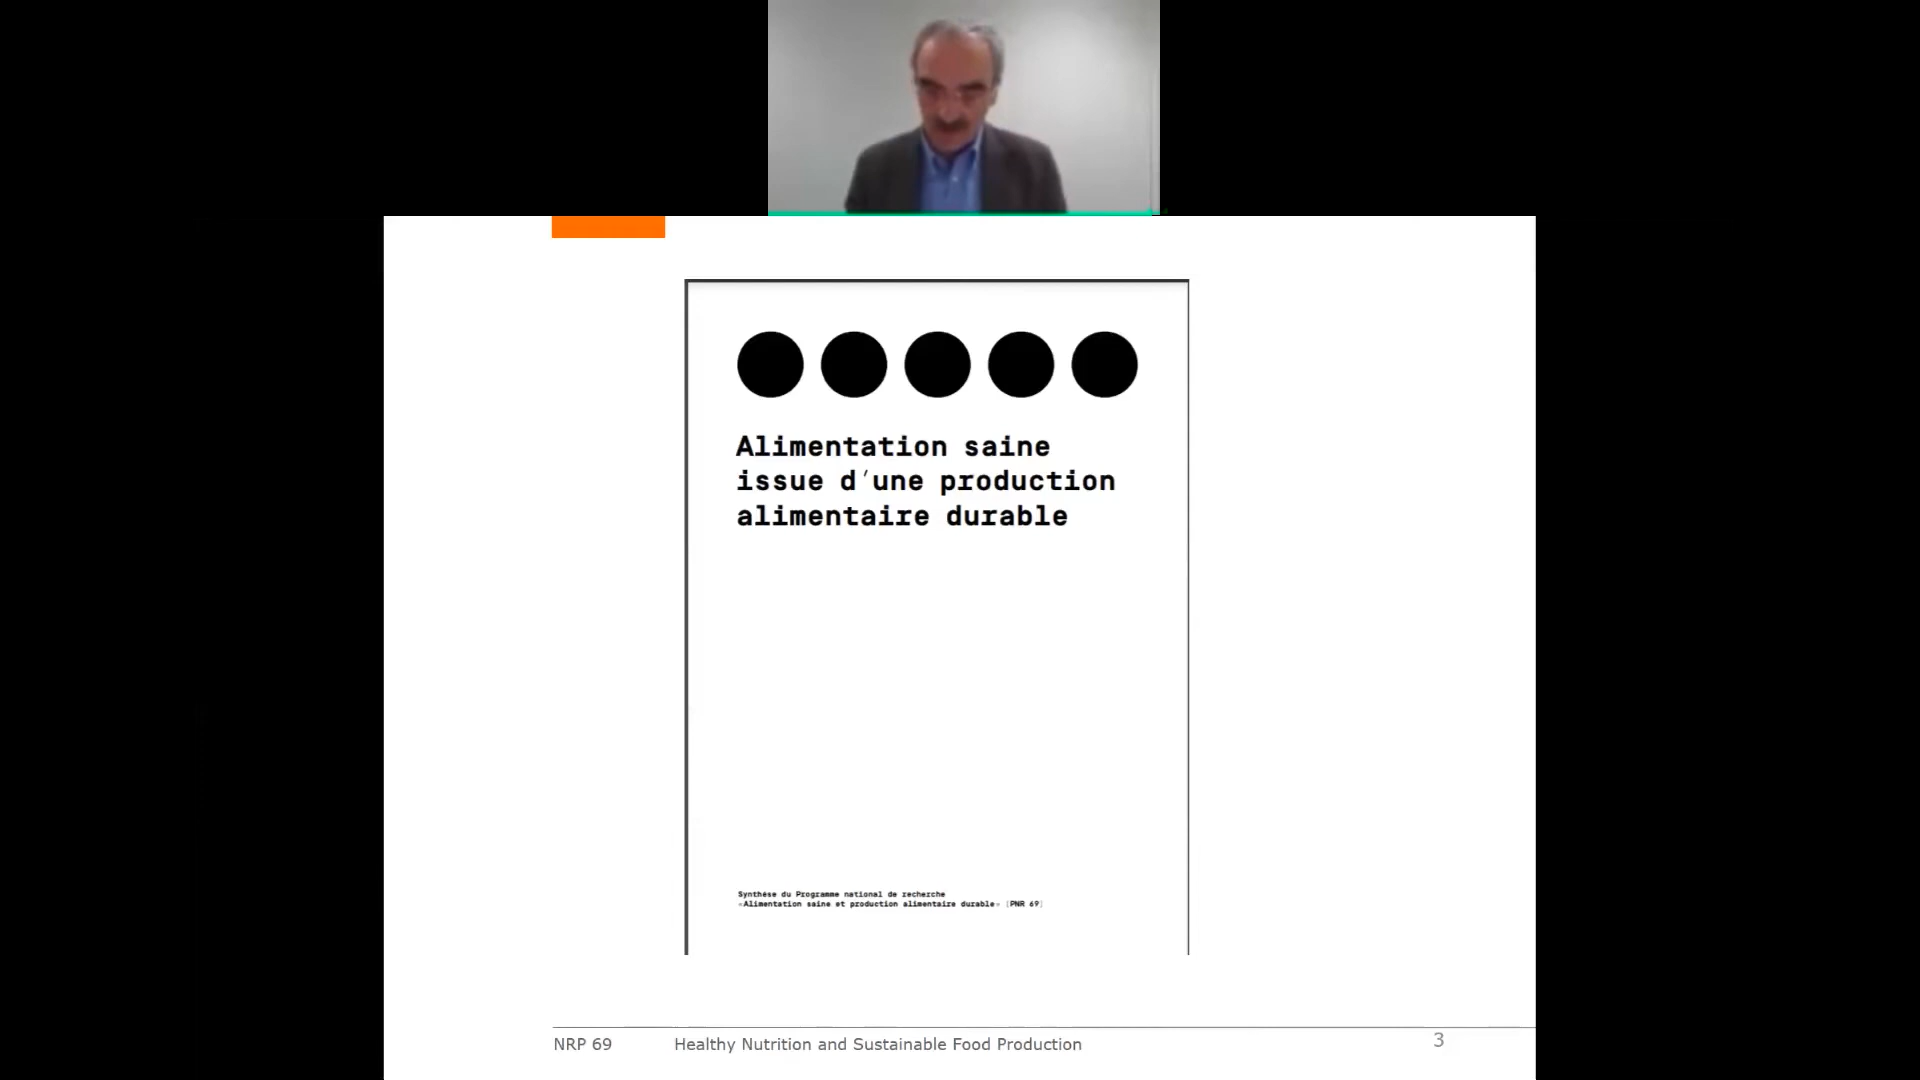 Alimentation saine
issue d'une production
alimentaire durable
Synthèse du Programme national de recherche
«Alimentation saine et production alimentaire durable» [PNR 69]
NRP 69 Healthy Nutrition and Sustainable Food Production 3